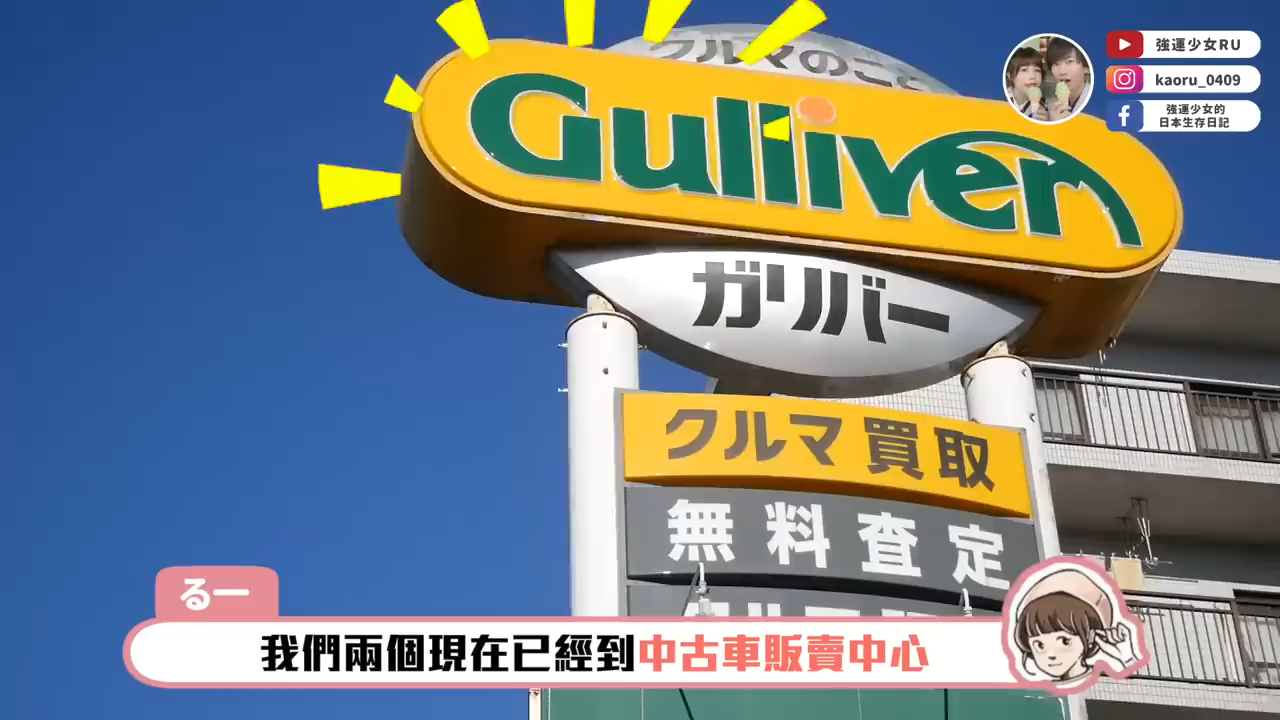 クルマのこと
Gulliver
ガリバー
クルマ買取
無料査定
強運少女RU
kaoru_0409
強運少女的
日本生存日記
るー
我們兩個現在已經到中古車販賣中心